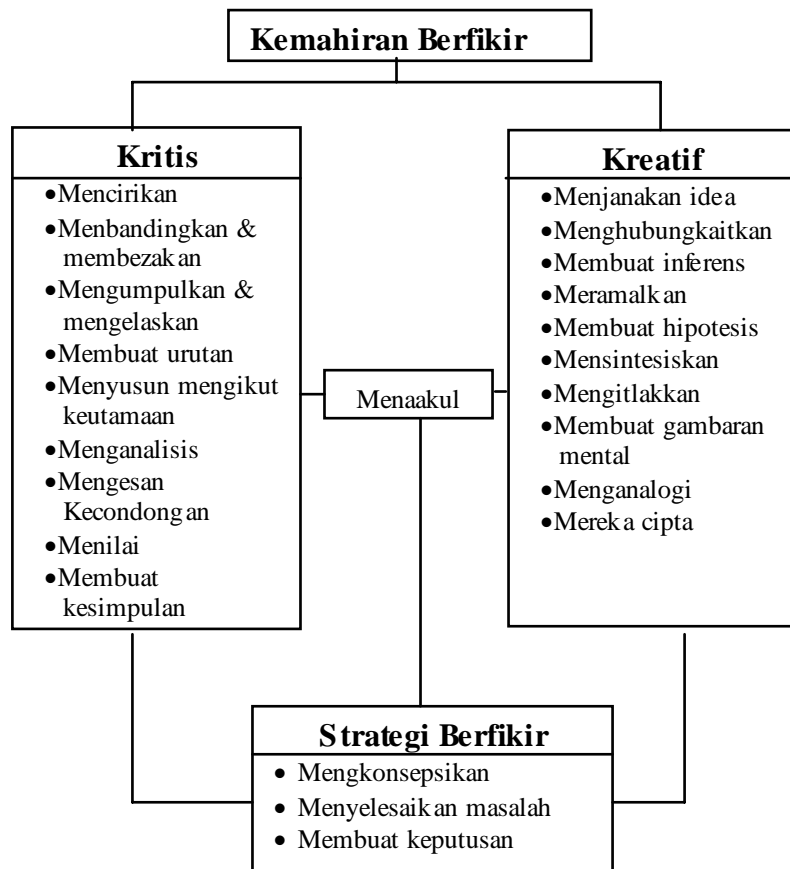 Kemahiran Berfikir
Kritis
•Mencirikan
•Menbandingkan &
membezakan
•Mengumpulkan &
mengelaskan
•Membuat urutan
•Menyusun mengikut
keutamaan
•Menganalisis
•Mengesan
Kecondongan
•Menilai
•Membuat
kesimpulan
Menaakul
Kreatif
•Menjanakan idea
•Menghubungkaitkan
•Membuat inferens
•Meramalkan
•Membuat hipotesis
•Mensintesiskan
•Mengitlakkan
•Membuat gambaran
mental
•Menganalogi
•Mereka cipta
Strategi Berfikir
• Mengkonsepsikan
• Menyelesaikan masalah
• Membuat keputusan